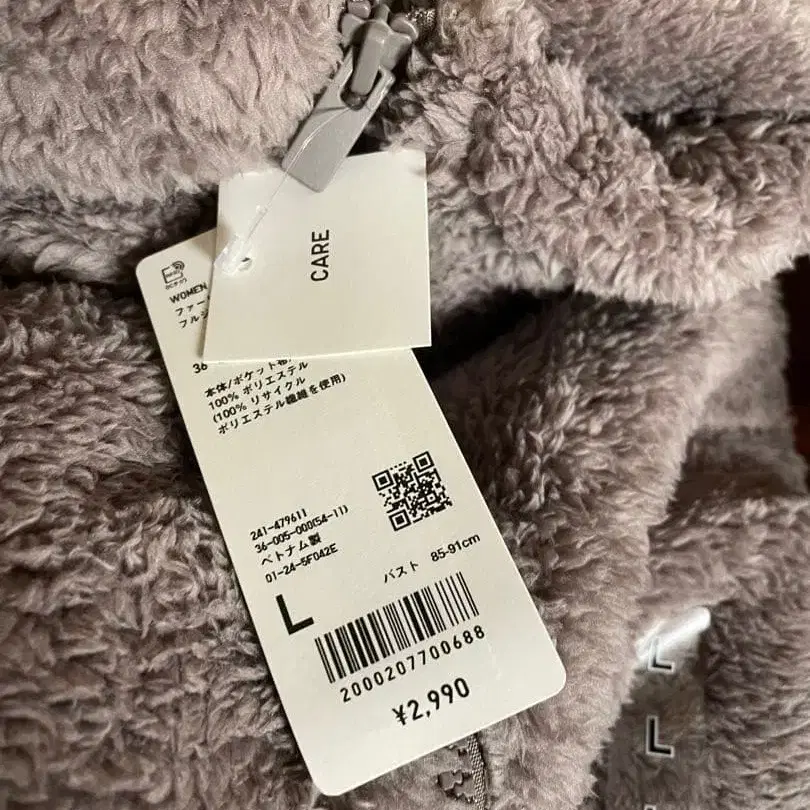 CARE
WOMEN
ファー
フルジ
36
本体/ポケット
100% ポリエステル
(100% リサイクル
ポリエステル繊維を使用)
241-479611
36-005-000(54-11)
ベトナム製
01-24-5F042E
L
バスト 85-91cm
2000207700688
¥2,990
L
L